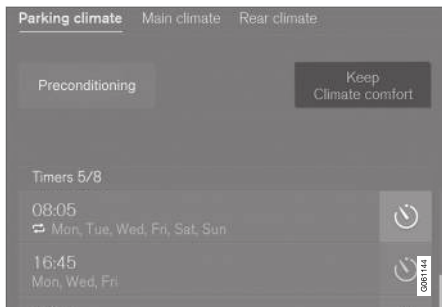 Parking climate Main climate Rear climate
Preconditioning
Keep
Climate comfort
Timers 5/8
08:05
Mon, Tue, Wed, Fri, Sat, Sun
16:45
Mon, Wed, Fri
G061144